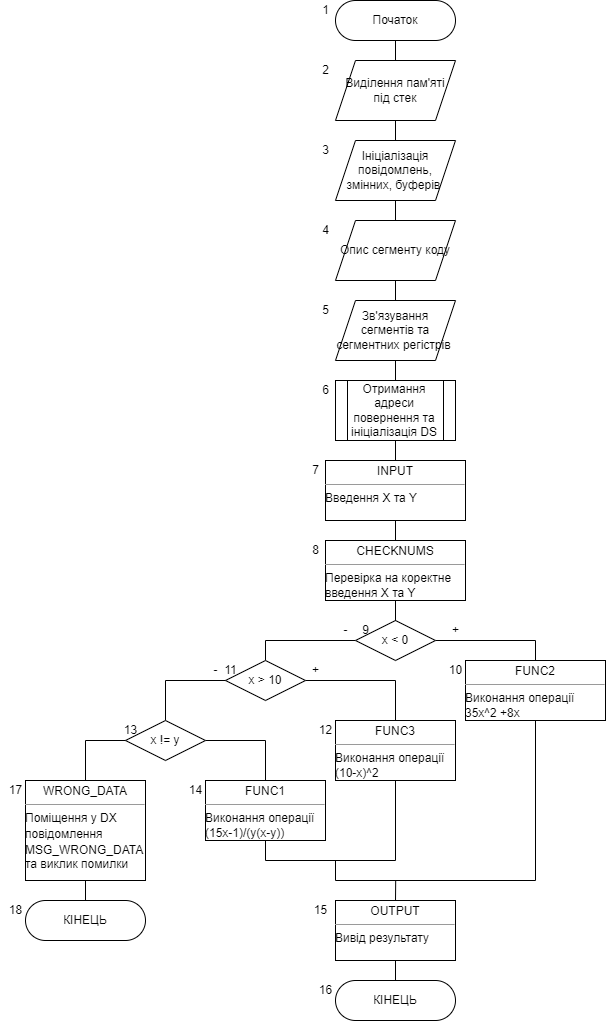 1
Початок
2
Виділення пам'яті
під стек
3
Ініціалізація
повідомлень,
змінних, буферів
4
Опис сегменту коду
5
Зв'язування
сегментів та
сегментних регістрів
6
Отримання
адреси
повернення та
ініціалізація DS
7
INPUT
Введення X та Y
8
CHECKNUMS
Перевірка на коректне
введення X та Y
- 9 +
x < 0
10
FUNC2
Виконання операції
35x^2 +8x
- 11 +
x > 10
12
FUNC3
Виконання операції
(10-x)^2
13
x != y
17
WRONG_DATA
Поміщення у DX
повідомлення
MSG_WRONG_DATA
та виклик помилки
14
FUNC1
Виконання операції
(15x-1)/(y(x-y))
18
КІНЕЦЬ
15
OUTPUT
Вивід результату
16
КІНЕЦЬ